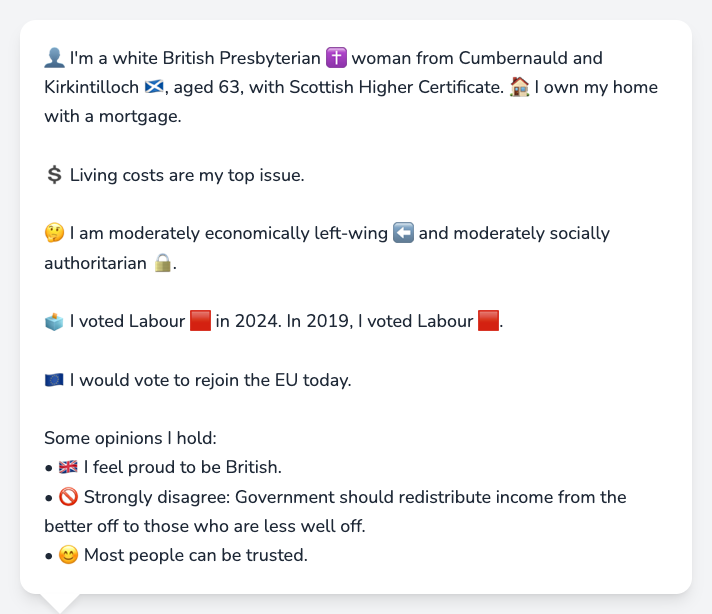 👤 I'm a white British Presbyterian ✝️ woman from Cumbernauld and
Kirkintilloch 🏴󠁧󠁢󠁳󠁣󠁴󠁿, aged 63, with Scottish Higher Certificate. 🏠 I own my home
with a mortgage.
💲 Living costs are my top issue.
🤔 I am moderately economically left-wing ⬅️ and moderately socially
authoritarian 🔒.
🗳️ I voted Labour 🟥 in 2024. In 2019, I voted Labour 🟥.
🇪🇺 I would vote to rejoin the EU today.
Some opinions I hold:
• 🇬🇧 I feel proud to be British.
• 🚫 Strongly disagree: Government should redistribute income from the
better off to those who are less well off.
• 😊 Most people can be trusted.